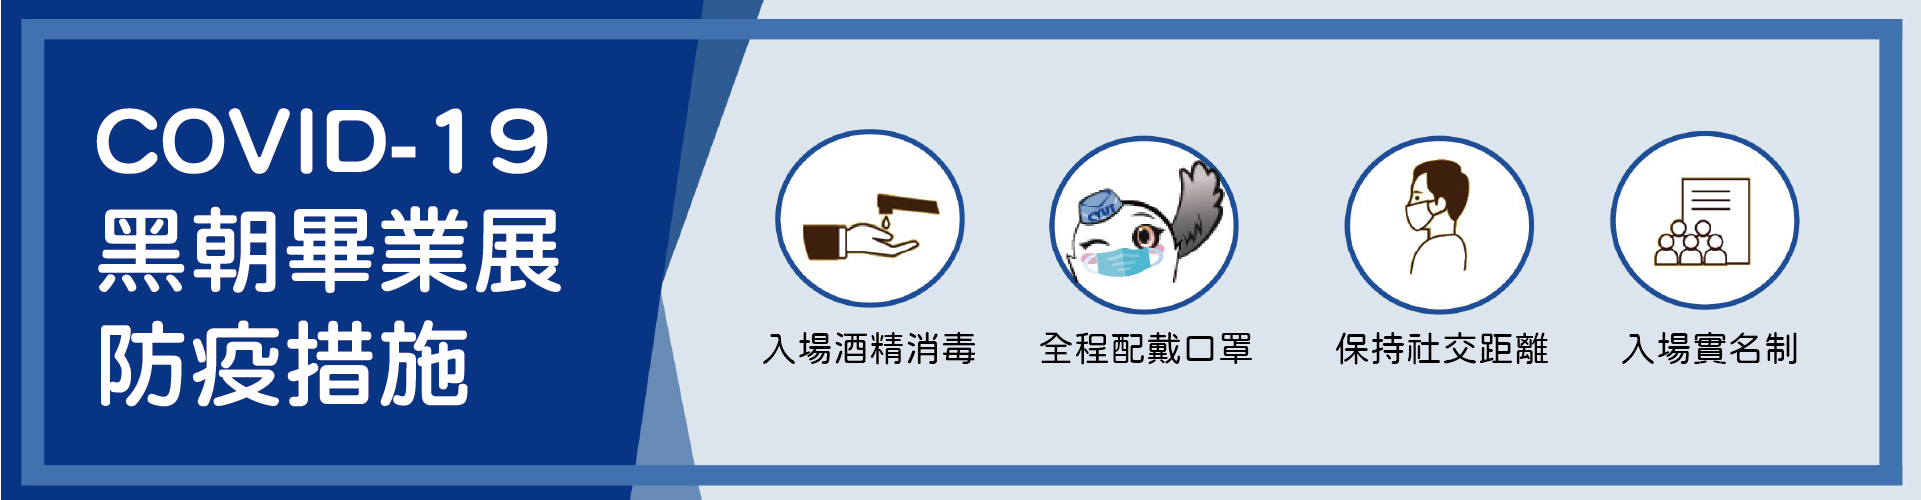 COVID-19
黑朝畢業展
防疫措施
CYUT
入場酒精消毒
全程配戴口罩
保持社交距離
入場實名制